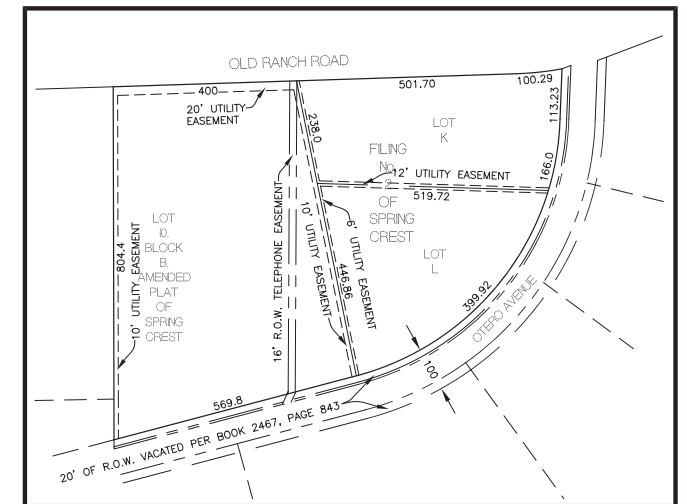 OLD RANCH ROAD
400
20' UTILITY
EASEMENT
501.70
100.29
113.23
238.0
LOT
K
166.0
FILING
No.
2
OF
SPRING
CREST
12' UTILITY EASEMENT
519.72
LOT
L
16' R.O.W. TELEPHONE EASEMENT
10' UTILITY EASEMENT
6' UTILITY EASEMENT
446.86
804.4
10' UTILITY EASEMENT
LOT
10.
BLOCK
B.
AMENDED
PLAT
OF
SPRING
CREST
399.92
OTERO AVENUE
100
569.8
20' OF R.O.W. VACATED PER BOOK 2467, PAGE 843